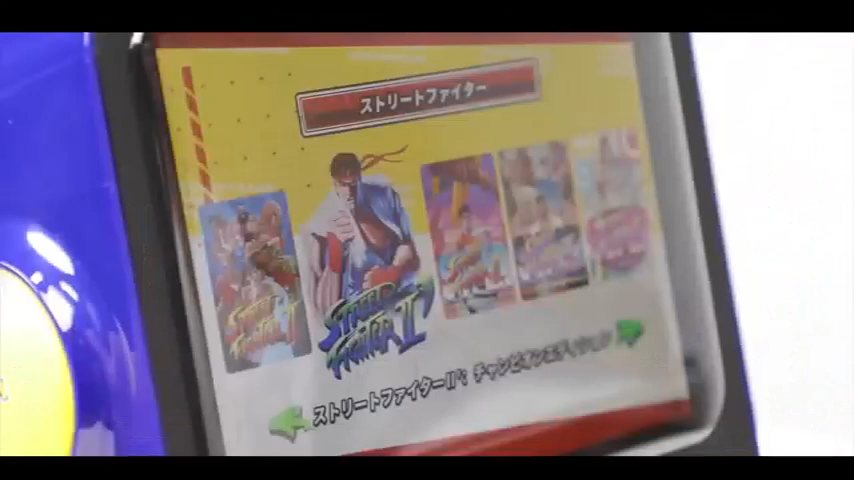 ストリートファイター
STREET
FIGHTER II
STREET
FIGHTER II'
ストリートファイターII': チャンピオンエディション